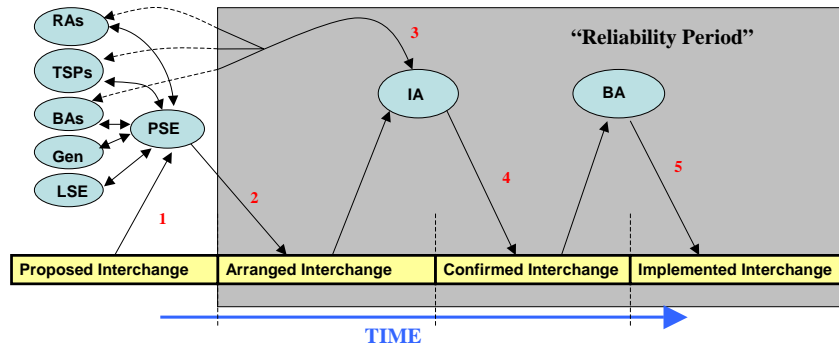 RAs
TSPs
BAs
Gen
LSE
PSE
3
“Reliability Period”
IA
BA
1
2
4
5
Proposed Interchange
Arranged Interchange
Confirmed Interchange
Implemented Interchange
TIME